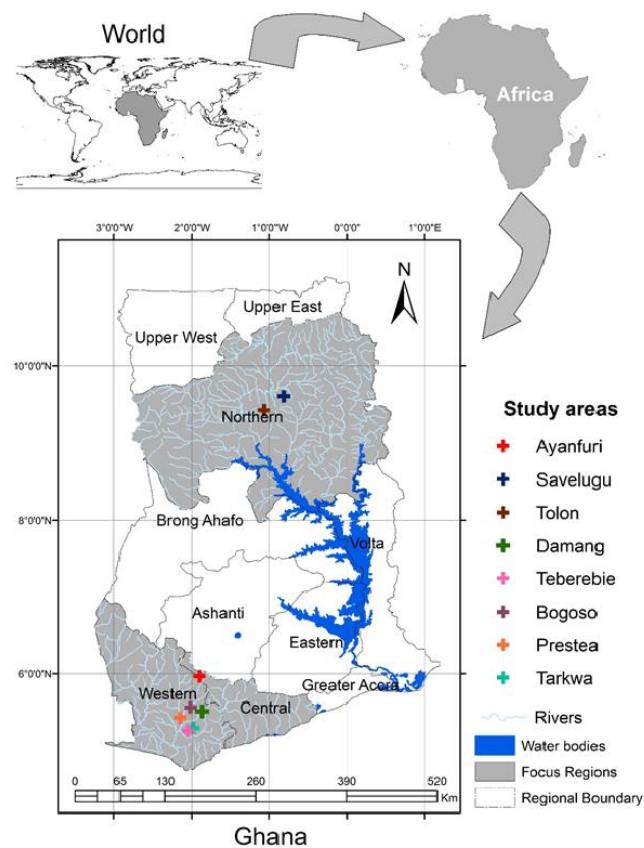 World
Africa
3°0'0"W 2°0'0"W 1°0'0"W 0°0'0" 1°0'0"E
N
Upper East
Upper West
10°0'0"N
Northern
8°0'0"N
Brong Ahafo
Volta
Ashanti
Eastern
6°0'0"N
Greater Accra
Western
Central
0 65 130 260 390 520
Km
Ghana
Study areas
Ayanfuri
Savelugu
Tolon
Damang
Teberebie
Bogoso
Prestea
Tarkwa
Rivers
Water bodies
Focus Regions
Regional Boundary